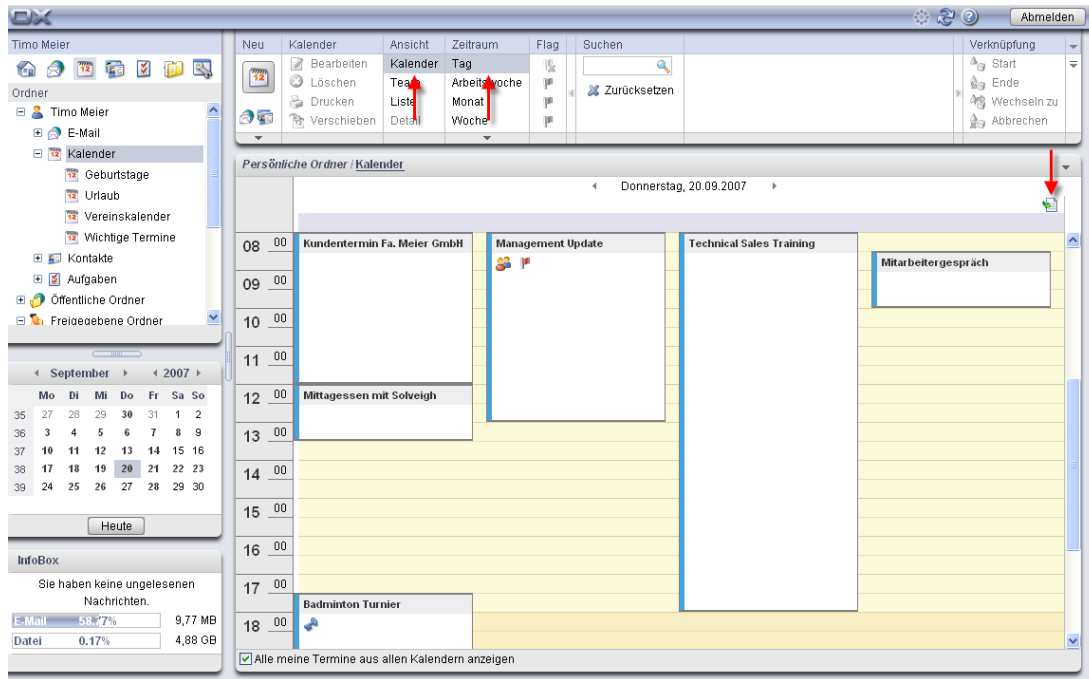 OX
Abmelden
Timo Meier
Ordner
Timo Meier
E-Mail
Kalender
Geburtstage
Urlaub
Vereinskalender
Wichtige Termine
Kontakte
Aufgaben
Öffentliche Ordner
Freigegebene Ordner
September 2007
Mo Di Mi Do Fr Sa So
35 27 28 29 30 31 1 2
36 3 4 5 6 7 8 9
37 10 11 12 13 14 15 16
38 17 18 19 20 21 22 23
39 24 25 26 27 28 29 30
Heute
InfoBox
Sie haben keine ungelesenen
Nachrichten.
E-Mail 58.77% 9,77 MB
Datei 0.17% 4,88 GB
Neu Kalender Ansicht Zeitraum Flag Suchen Verknüpfung
Bearbeiten Kalender Tag Start
Löschen Team Arbeitswoche Zurücksetzen Ende
Drucken Liste Monat Wechseln zu
Verschieben Detail Woche Abbrechen
Persönliche Ordner / Kalender
Donnerstag, 20.09.2007
08 00 Kundentermin Fa. Meier GmbH Management Update Technical Sales Training
Mitarbeitergespräch
09 00
10 00
11 00
12 00 Mittagessen mit Solveigh
13 00
14 00
15 00
16 00
17 00
Badminton Turnier
18 00
Alle meine Termine aus allen Kalendern anzeigen